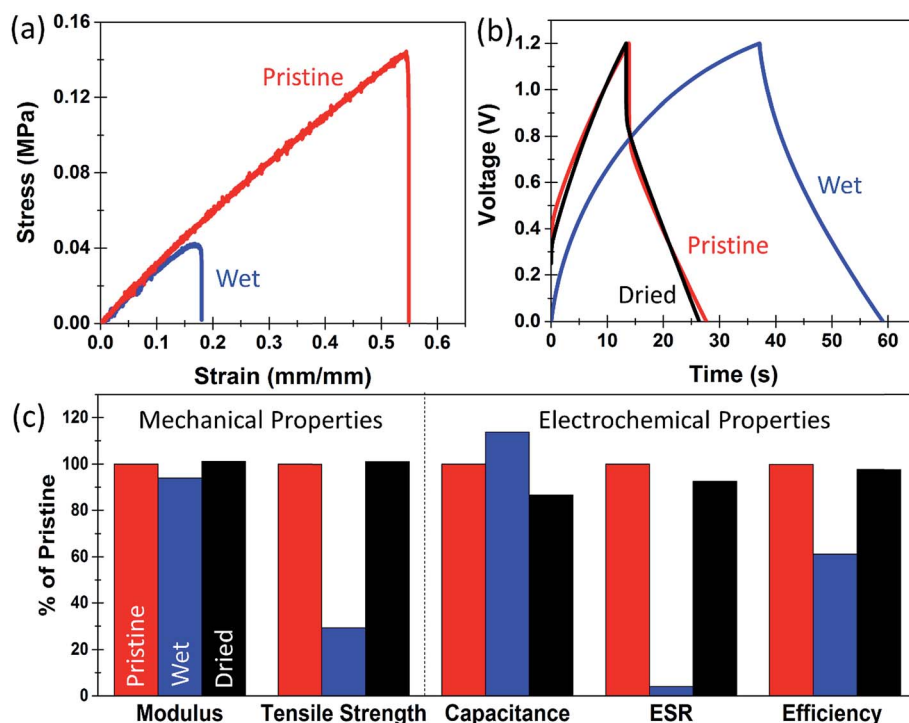 (a)
0.16
0.12
0.08
0.04
0.00
Stress (MPa)
Pristine
Wet
0.0 0.1 0.2 0.3 0.4 0.5 0.6
Strain (mm/mm)
(b)
1.2
1.0
0.8
0.6
0.4
0.2
0.0
Voltage (V)
Wet
Pristine
Dried
0 10 20 30 40 50 60
Time (s)
(c)
120
100
80
60
40
20
0
% of Pristine
Mechanical Properties
Electrochemical Properties
Pristine
Wet
Dried
Modulus Tensile Strength Capacitance ESR Efficiency